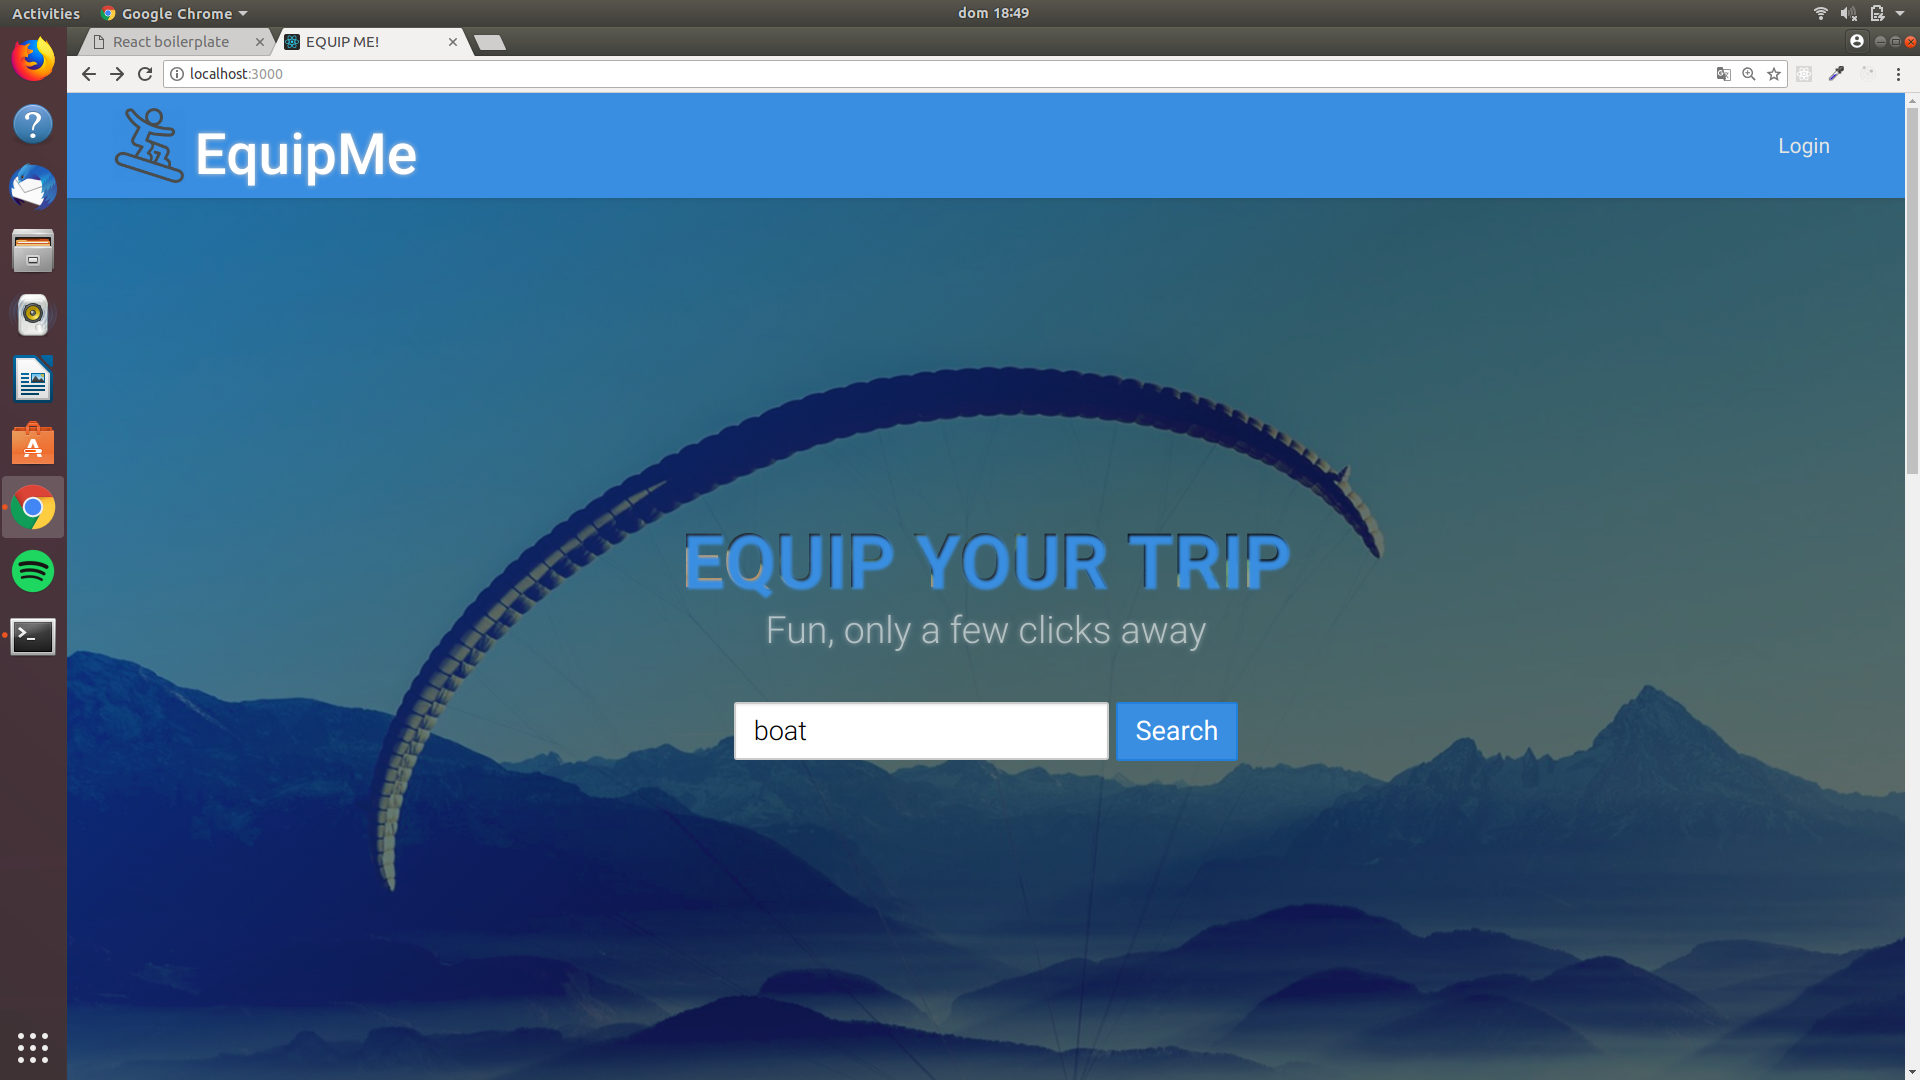 Activities Google Chrome dom 18:49
React boilerplate EQUIP ME!
localhost:3000
EquipMe Login
EQUIP YOUR TRIP
Fun, only a few clicks away
boat Search